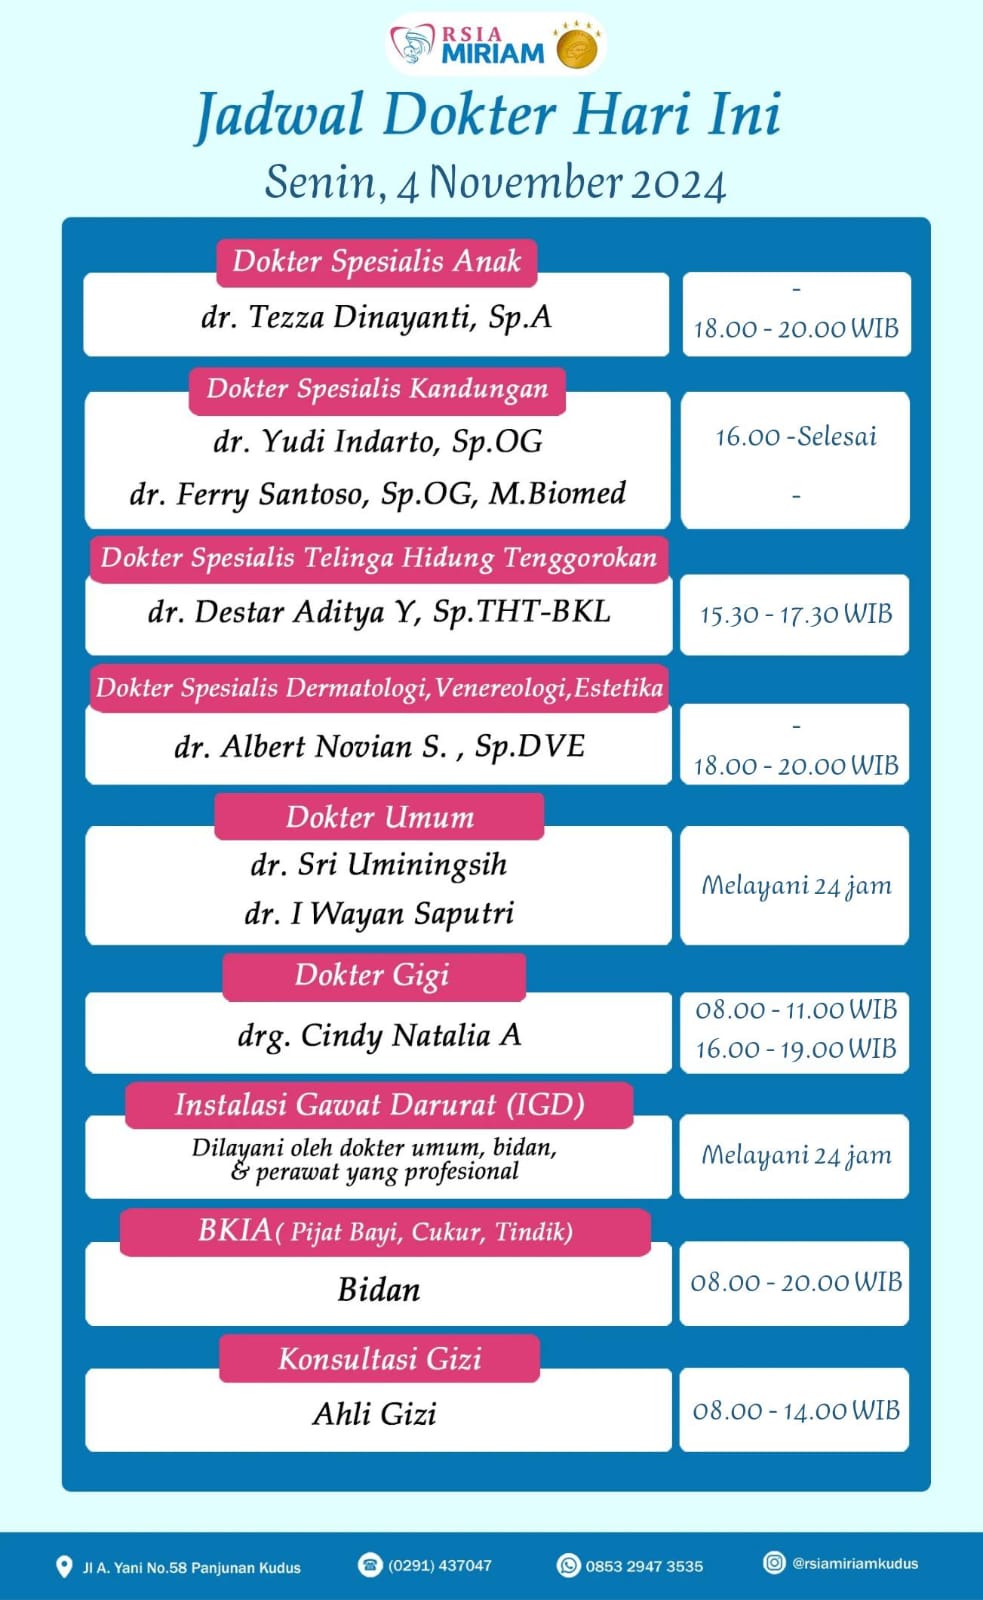 RSIA
MIRIAM
Jadwal Dokter Hari Ini
Senin, 4 November 2024
Dokter Spesialis Anak
dr. Tezza Dinayanti, Sp.A
-
18.00 - 20.00 WIB
Dokter Spesialis Kandungan
dr. Yudi Indarto, Sp.OG
16.00 -Selesai
dr. Ferry Santoso, Sp.OG, M.Biomed
-
Dokter Spesialis Telinga Hidung Tenggorokan
dr. Destar Aditya Y, Sp.THT-BKL
15.30 - 17.30 WIB
Dokter Spesialis Dermatologi,Venereologi,Estetika
dr. Albert Novian S. , Sp.DVE
-
18.00 - 20.00 WIB
Dokter Umum
dr. Sri Uminingsih
dr. I Wayan Saputri
Melayani 24 jam
Dokter Gigi
drg. Cindy Natalia A
08.00 - 11.00 WIB
16.00 - 19.00 WIB
Instalasi Gawat Darurat (IGD)
Dilayani oleh dokter umum, bidan,
& perawat yang profesional
Melayani 24 jam
BKIA( Pijat Bayi, Cukur, Tindik)
Bidan
08.00 - 20.00 WIB
Konsultasi Gizi
Ahli Gizi
08.00 - 14.00 WIB
Jl A. Yani No.58 Panjunan Kudus
(0291) 437047
0853 2947 3535
@rsiamiriamkudus